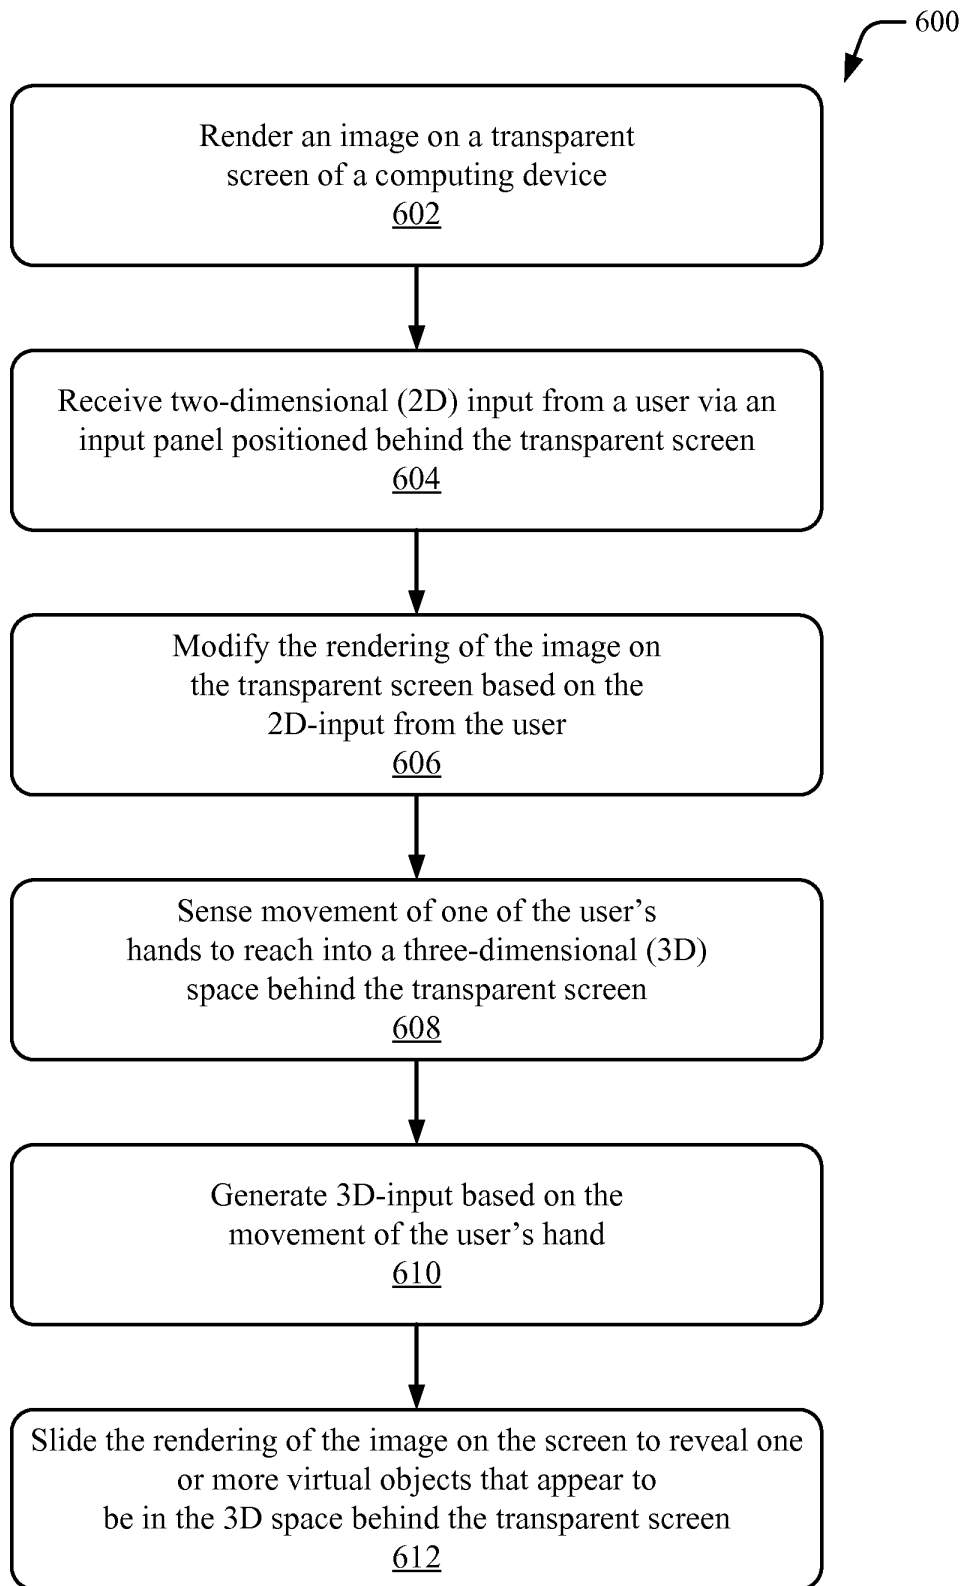 600
Render an image on a transparent
screen of a computing device
602
Receive two-dimensional (2D) input from a user via an
input panel positioned behind the transparent screen
604
Modify the rendering of the image on
the transparent screen based on the
2D-input from the user
606
Sense movement of one of the user’s
hands to reach into a three-dimensional (3D)
space behind the transparent screen
608
Generate 3D-input based on the
movement of the user’s hand
610
Slide the rendering of the image on the screen to reveal one
or more virtual objects that appear to
be in the 3D space behind the transparent screen
612